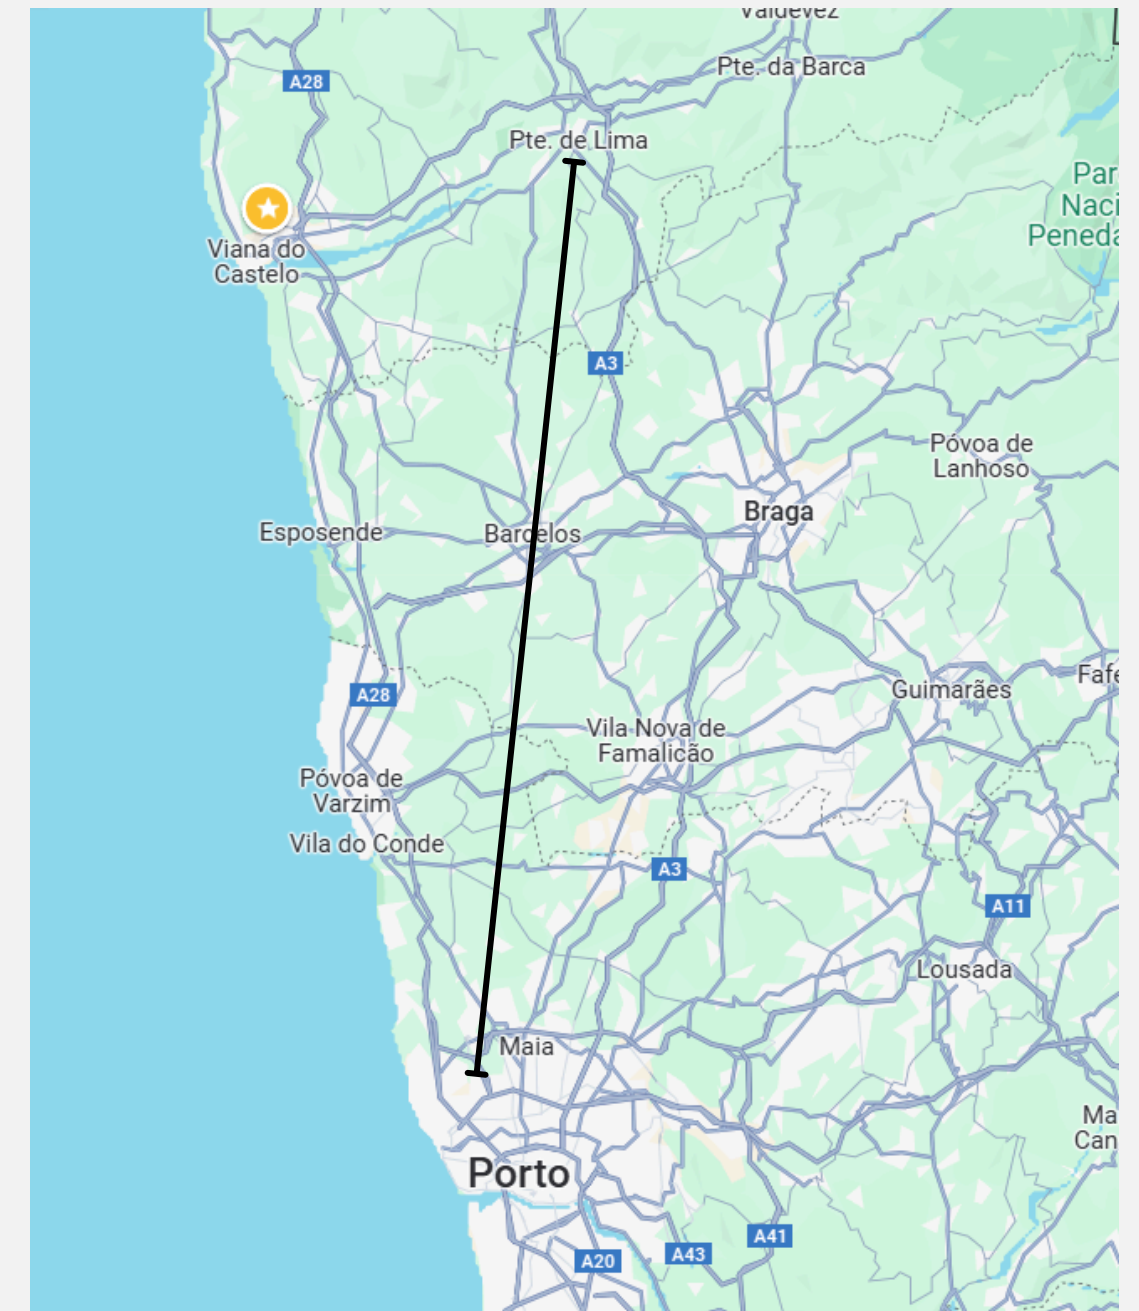 Valdevez
A28
Pte. da Barca
Pte. de Lima
Par
Naci
Peneda
Viana do
Castelo
A3
Póvoa de
Lanhoso
Braga
Esposende
Barcelos
A28
Guimarães
Fafe
Vila Nova de
Famalicão
Póvoa de
Varzim
Vila do Conde
A3
A11
Lousada
Maia
Ma
Can
Porto
A41
A43
A20